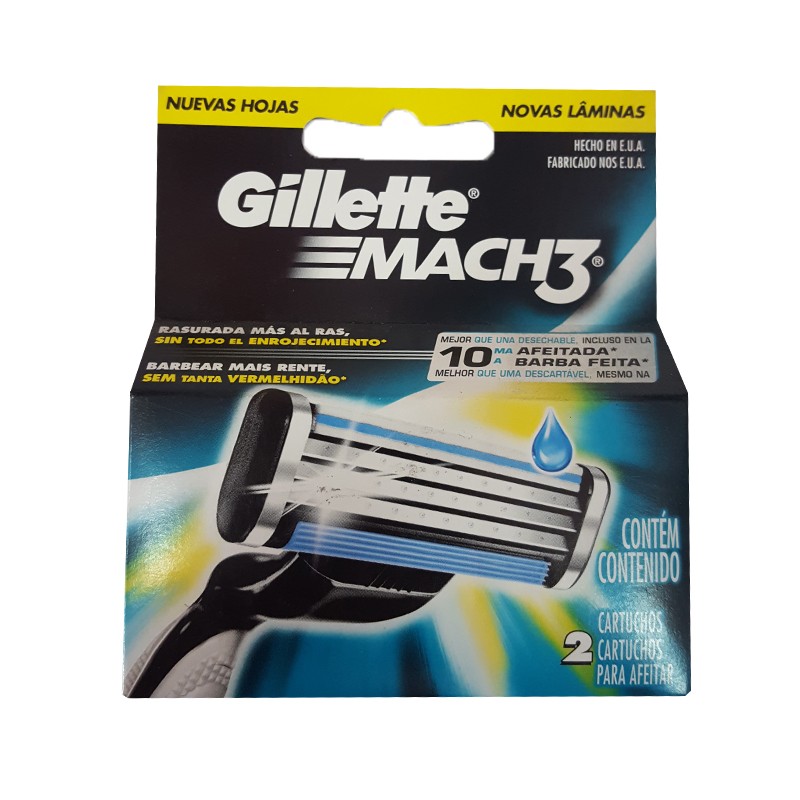 NUEVAS HOJAS
NOVAS LÂMINAS
HECHO EN E.U.A.
FABRICADO NOS E.U.A.
Gillette®
MACH3®
RASURADA MÁS AL RAS,
SIN TODO EL ENROJECIMIENTO*
BARBEAR MAIS RENTE,
SEM TANTA VERMELHIDÃO*
MEJOR QUE UNA DESECHABLE, INCLUSO EN LA
10 MA AFEITADA*
A BARBA FEITA*
MELHOR QUE UMA DESCARTÁVEL, MESMO NA
CONTÉM
CONTENIDO
2 CARTUCHOS
CARTUCHOS
PARA AFEITAR